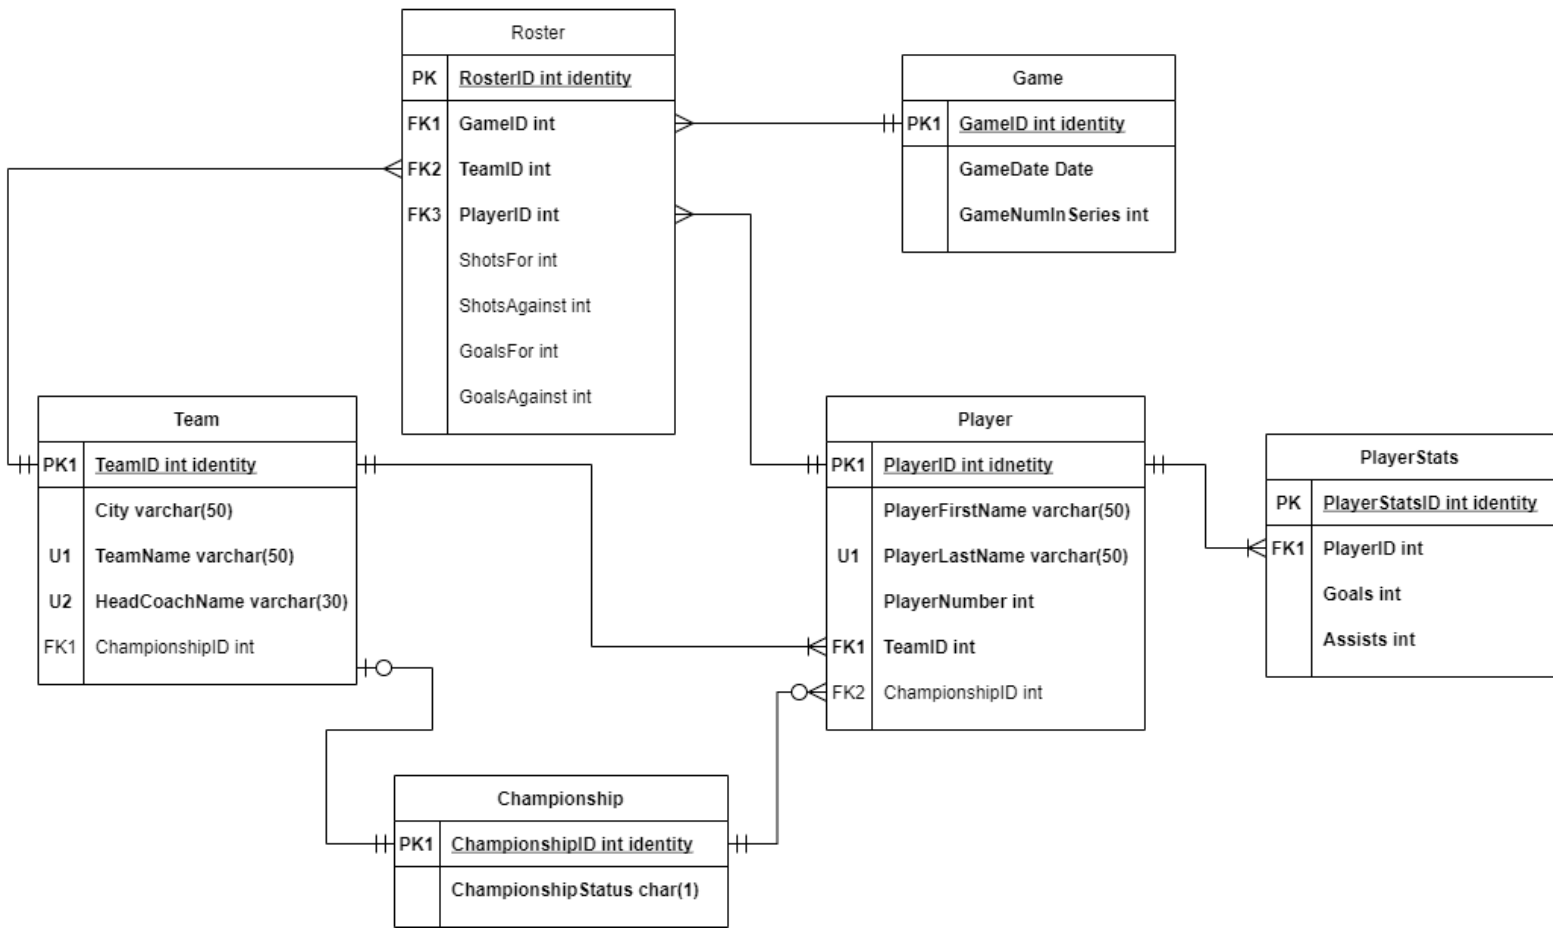 Roster
PK RosterID int identity
FK1 GameID int
FK2 TeamID int
FK3 PlayerID int
ShotsFor int
ShotsAgainst int
GoalsFor int
GoalsAgainst int
Game
PK1 GameID int identity
GameDate Date
GameNumInSeries int
Team
PK1 TeamID int identity
City varchar(50)
U1 TeamName varchar(50)
U2 HeadCoachName varchar(30)
FK1 ChampionshipID int
Player
PK1 PlayerID int idnetity
PlayerFirstName varchar(50)
U1 PlayerLastName varchar(50)
PlayerNumber int
FK1 TeamID int
FK2 ChampionshipID int
PlayerStats
PK PlayerStatsID int identity
FK1 PlayerID int
Goals int
Assists int
Championship
PK1 ChampionshipID int identity
ChampionshipStatus char(1)